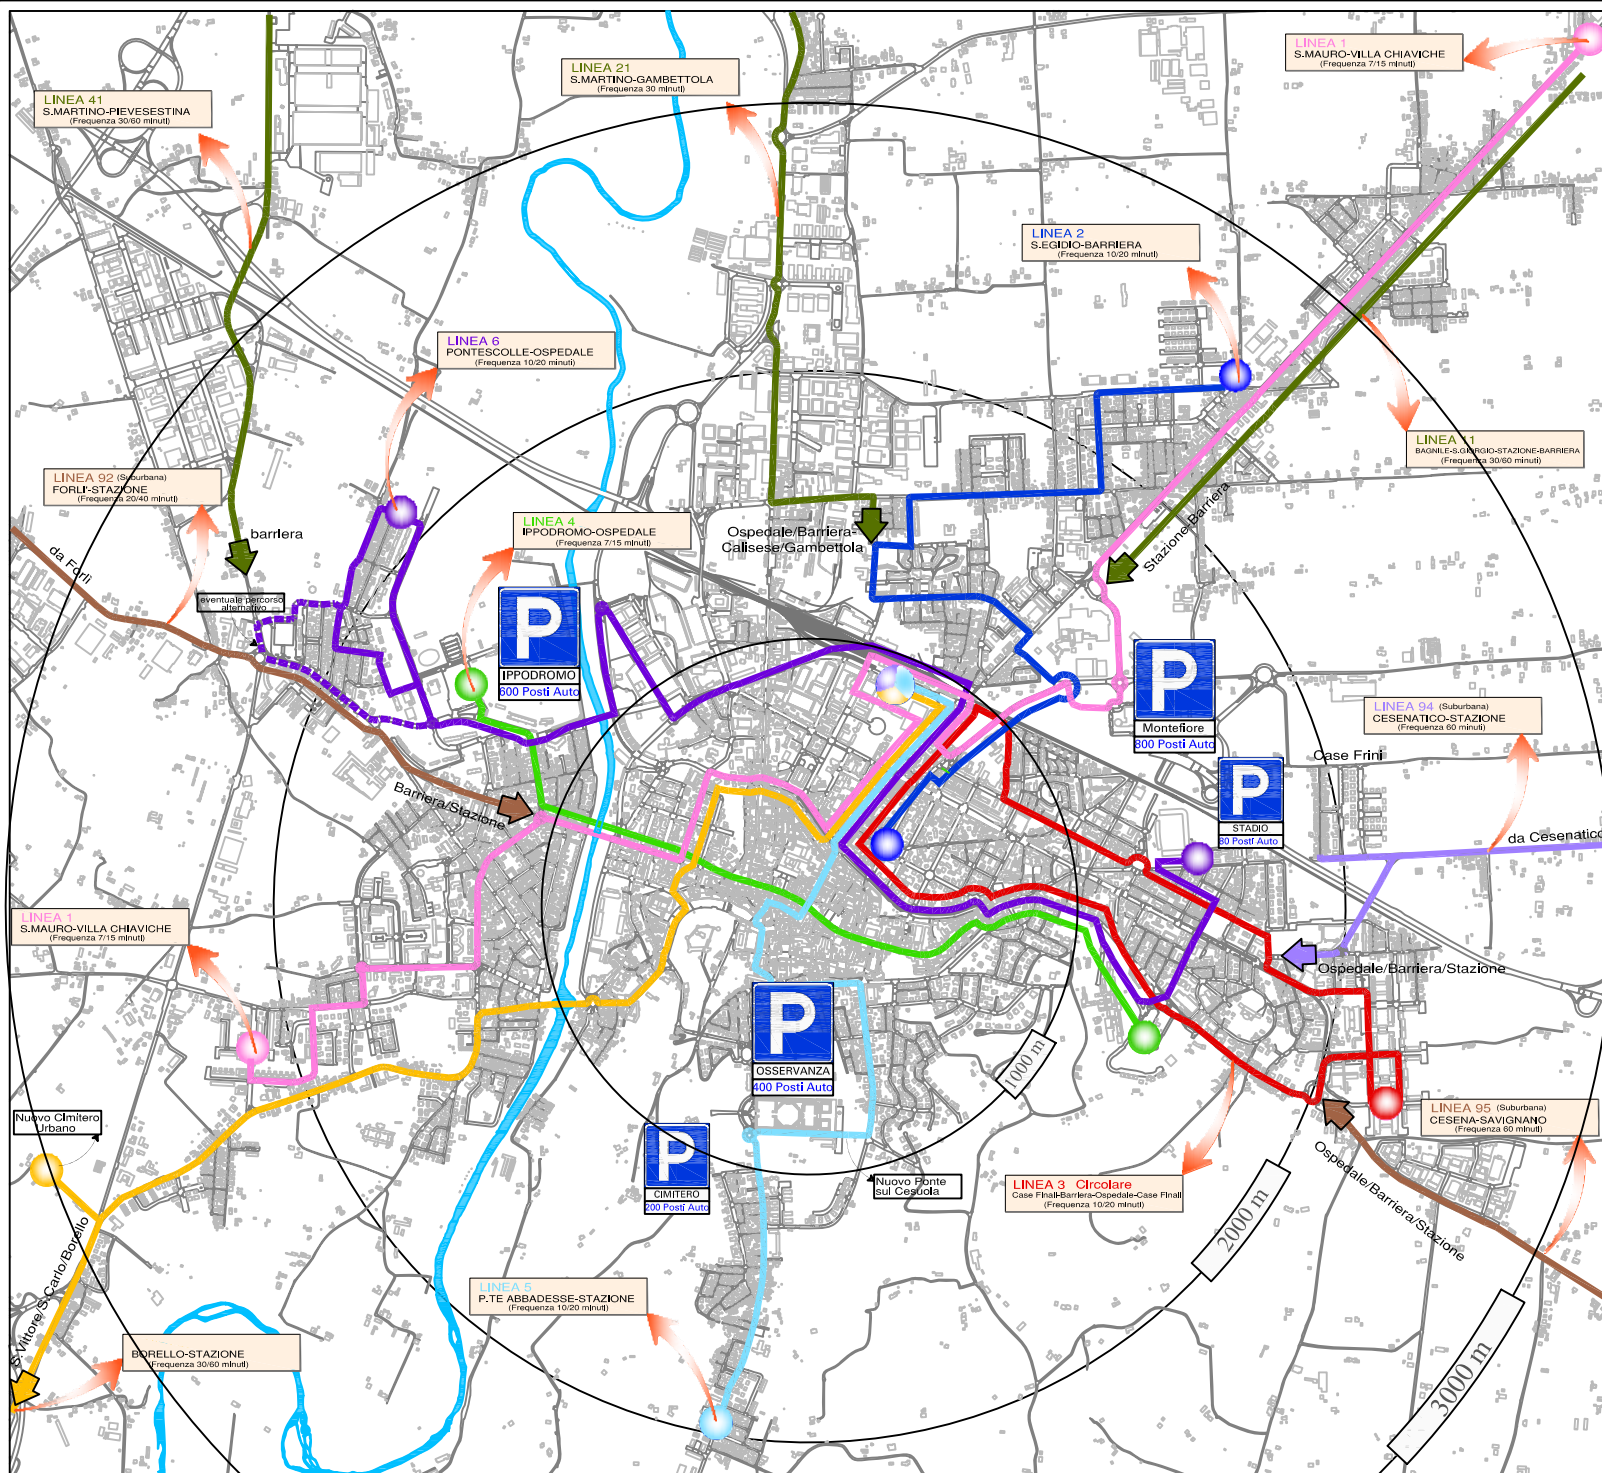 LINEA 1
S.MAURO-VILLA CHIAVICHE
(Frequenza 7/15 minuti)
LINEA 21
S.MARTINO-GAMBETTOLA
(Frequenza 30 minuti)
LINEA 41
S.MARTINO-PIEVESESTINA
(Frequenza 30/60 minuti)
LINEA 2
S.EGIDIO-BARRIERA
(Frequenza 10/20 minuti)
LINEA 6
PONTESCOLLE-OSPEDALE
(Frequenza 10/20 minuti)
LINEA 11
BAGNILE-S.GIORGIO-STAZIONE-BARRIERA
(Frequenza 30/60 minuti)
LINEA 92 (Suburbana)
FORLI'-STAZIONE
(Frequenza 20/40 minuti)
LINEA 4
IPPODROMO-OSPEDALE
(Frequenza 7/15 minuti)
barriera
Ospedale/Barriera-
Calisese/Gambettola
Stazione-Barriera
da Forlì
eventuale percorso
alternativo
P
IPPODROMO
600 Posti Auto
P
Montefiore
800 Posti Auto
LINEA 94 (Suburbana)
CESENATICO-STAZIONE
(Frequenza 60 minuti)
Case Frini
P
STADIO
80 Posti Auto
da Cesenatico
Barriera/Stazione
LINEA 1
S.MAURO-VILLA CHIAVICHE
(Frequenza 7/15 minuti)
Ospedale/Barriera/Stazione
P
OSSERVANZA
400 Posti Auto
1000 m
Nuovo Cimitero
Urbano
LINEA 95 (Suburbana)
CESENA-SAVIGNANO
(Frequenza 60 minuti)
P
CIMITERO
200 Posti Auto
Nuovo Ponte
sul Cesuola
LINEA 3 Circolare
Case Finali-Barriera-Ospedale-Case Finali
(Frequenza 10/20 minuti)
Ospedale/Barriera/Stazione
2000 m
S.Vittore/S.Carlo/Borello
LINEA 5
P.TE ABBADESSE-STAZIONE
(Frequenza 10/20 minuti)
BORELLO-STAZIONE
(Frequenza 30/60 minuti)
3000 m